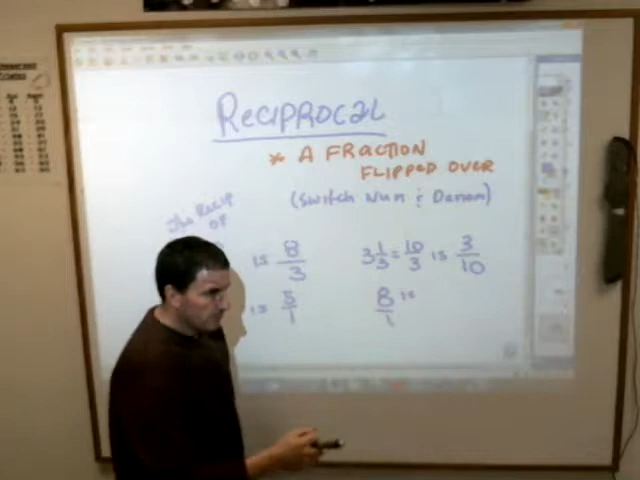 RECIPROCAL
* A FRACTION
FLIPPED OVER
(Switch Num & Denom)
The RECIP
OF
is 8/3
3 1/3 = 10/3 is 3/10
is 5/1
8/1 is